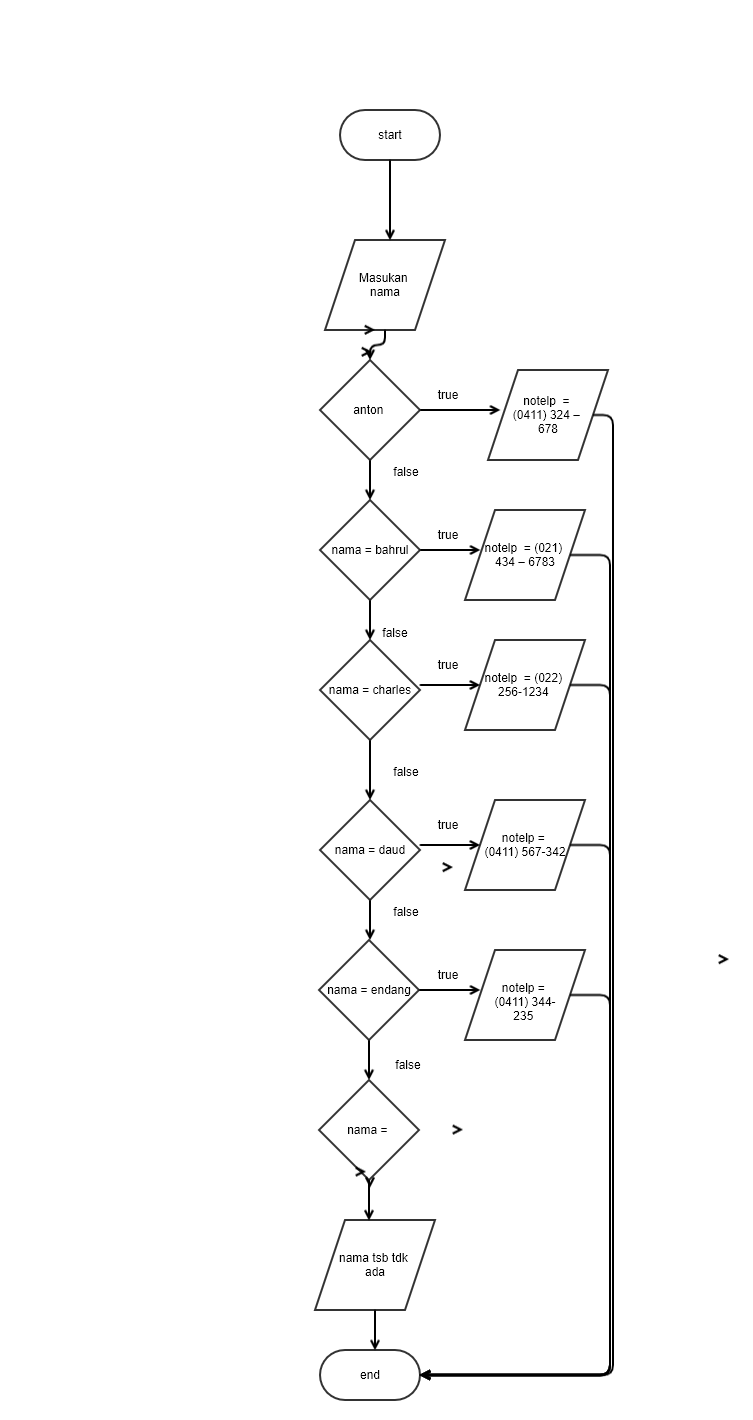 start
Masukan
nama
anton
true
notelp = 
(0411) 324 –
678
false
nama = bahrul
true
notelp = (021)
434 – 6783
false
nama = charles
true
notelp = (022)
256-1234
false
nama = daud
true
notelp =
(0411) 567-342
false
nama = endang
true
notelp =
(0411) 344-
235
false
nama =
nama tsb tdk
ada
end